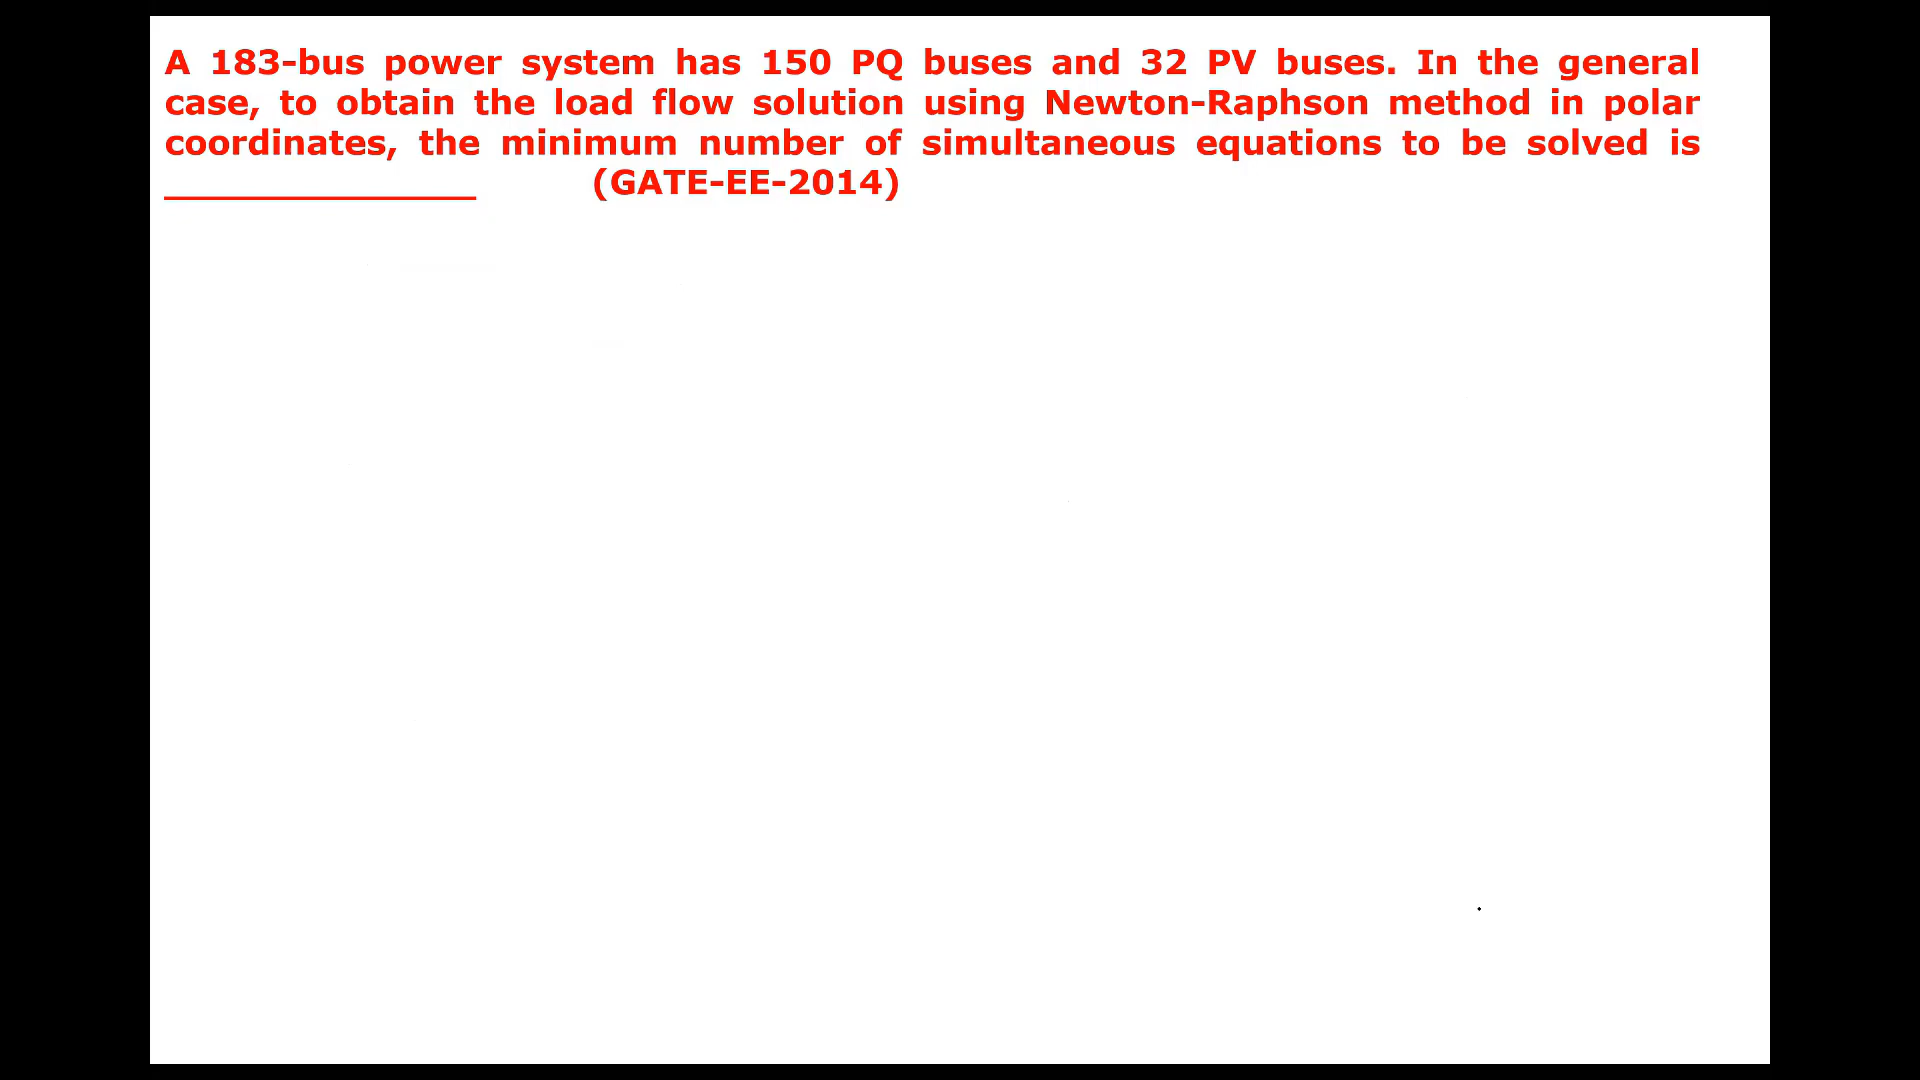 A 183-bus power system has 150 PQ buses and 32 PV buses. In the general
case, to obtain the load flow solution using Newton-Raphson method in polar
coordinates, the minimum number of simultaneous equations to be solved is
________________ (GATE-EE-2014)